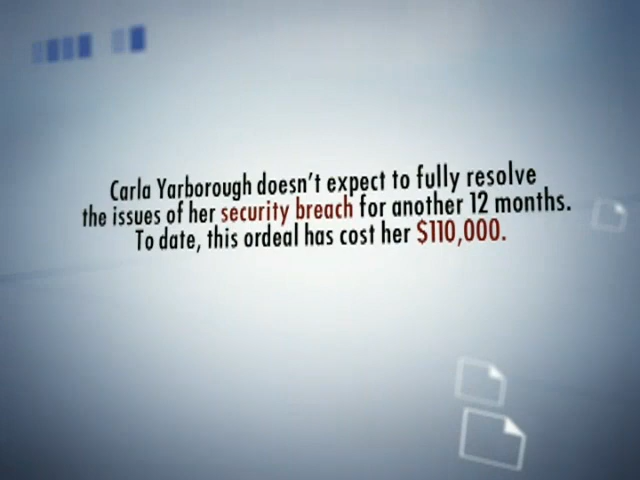 Carla Yarborough doesn't expect to fully resolve
the issues of her security breach for another 12 months.
To date, this ordeal has cost her $110,000.